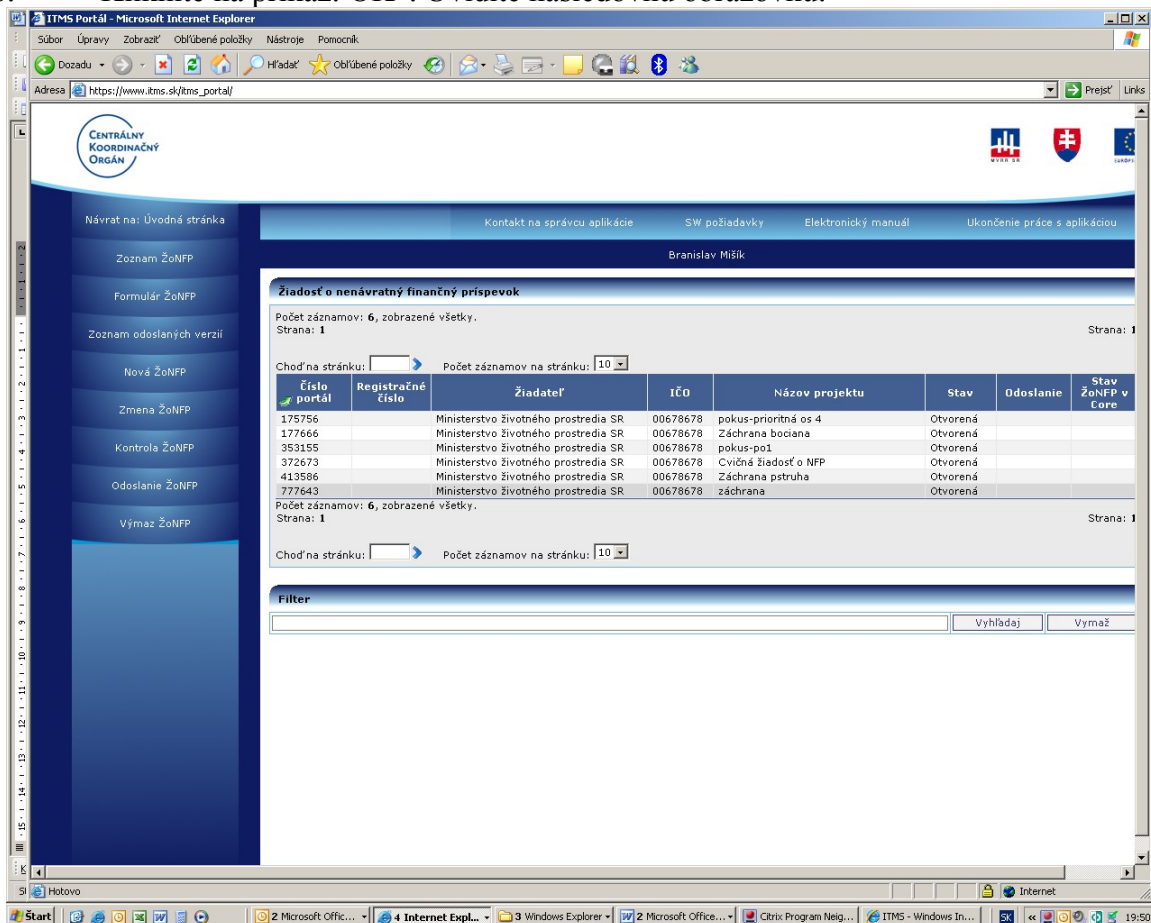 Kliknite na príkaz: UTP . Uvidíte nasledovnú obrazovku:
ITMS Portál - Microsoft Internet Explorer
Súbor Úpravy Zobraziť Obľúbené položky Nástroje Pomocník
Dozadu Hľadať Obľúbené položky
Adresa https://www.itms.sk/itms_portal/ Prejsť Links
CENTRÁLNY
KOORDINAČNÝ
ORGÁN
MVRR SR
Návrat na: Úvodná stránka
Kontakt na správcu aplikácie SW požiadavky Elektronický manuál Ukončenie práce s aplikáciou
Zoznam ŽoNFP
Branislav Mišík
Formulár ŽoNFP
Zoznam odoslaných verzií
Nová ŽoNFP
Zmena ŽoNFP
Kontrola ŽoNFP
Odoslanie ŽoNFP
Výmaz ŽoNFP
Žiadosť o nenávratný finančný príspevok
Počet záznamov: 6, zobrazené všetky.
Strana: 1 Strana: 1
Choď na stránku: Počet záznamov na stránku: 10
Číslo portál Registračné číslo Žiadateľ IČO Názov projektu Stav Odoslanie Stav ŽoNFP v Core
175756 Ministerstvo životného prostredia SR 00678678 pokus-prioritná os 4 Otvorená
177666 Ministerstvo životného prostredia SR 00678678 Záchrana bociana Otvorená
353155 Ministerstvo životného prostredia SR 00678678 pokus-po1 Otvorená
372673 Ministerstvo životného prostredia SR 00678678 Cvičná žiadosť o NFP Otvorená
413586 Ministerstvo životného prostredia SR 00678678 Záchrana pstruha Otvorená
777643 Ministerstvo životného prostredia SR 00678678 záchrana Otvorená
Počet záznamov: 6, zobrazené všetky.
Strana: 1 Strana: 1
Choď na stránku: Počet záznamov na stránku: 10
Filter
Vyhľadaj Vymaž
Hotovo Internet
Štart 2 Microsoft Offic... 4 Internet Expl... 3 Windows Explorer 2 Microsoft Office... Citrix Program Neig... ITMS - Windows In... SK 19:50